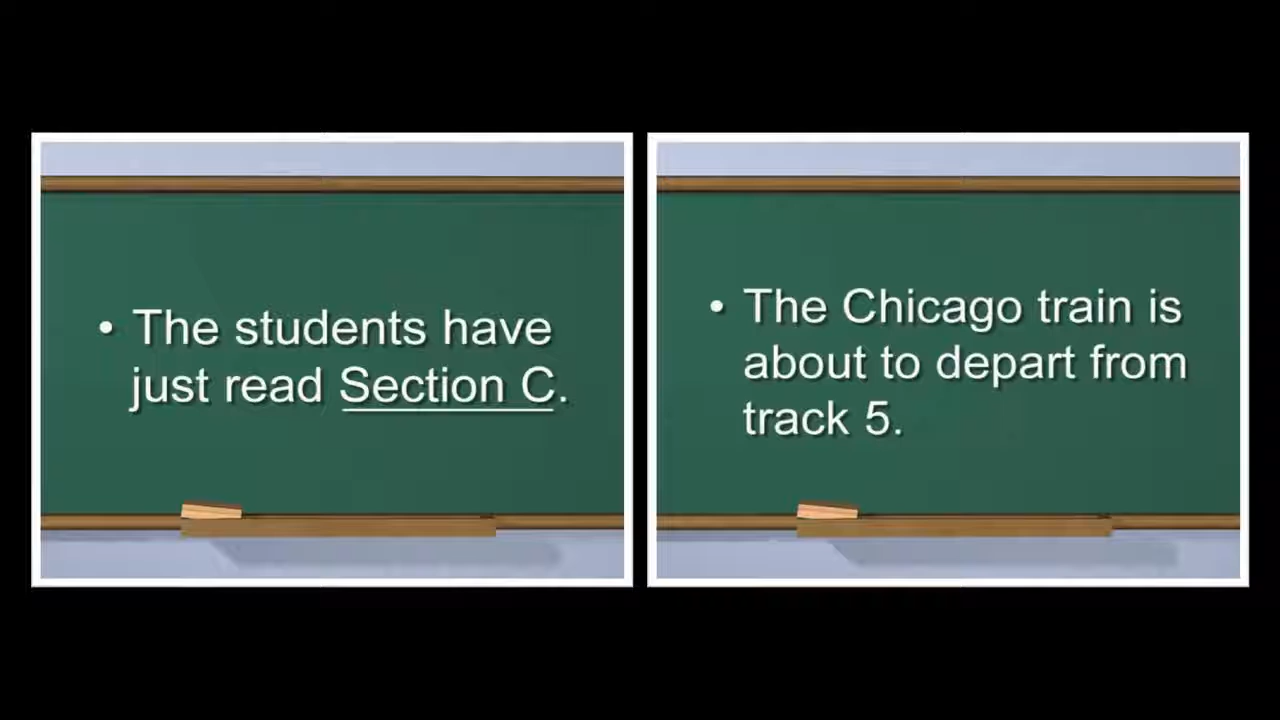 • The students have
just read Section C.
• The Chicago train is
about to depart from
track 5.